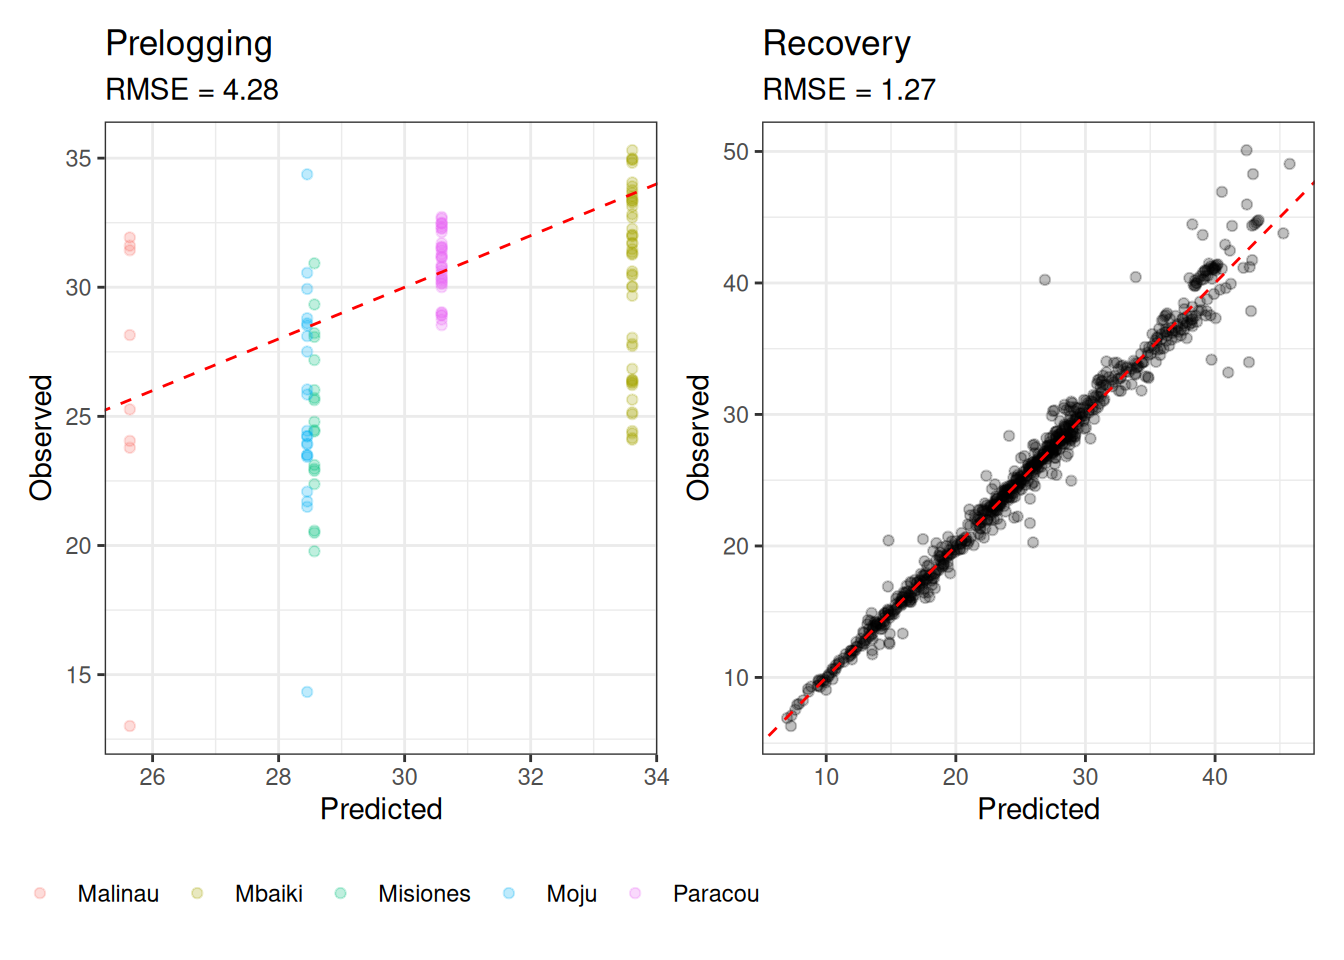 Prelogging
RMSE = 4.28
35
30
25
20
15
26 28 30 32 34
Predicted
Observed
Recovery
RMSE = 1.27
50
40
30
20
10
10 20 30 40
Predicted
Observed
Malinau Mbaiki Misiones Moju Paracou